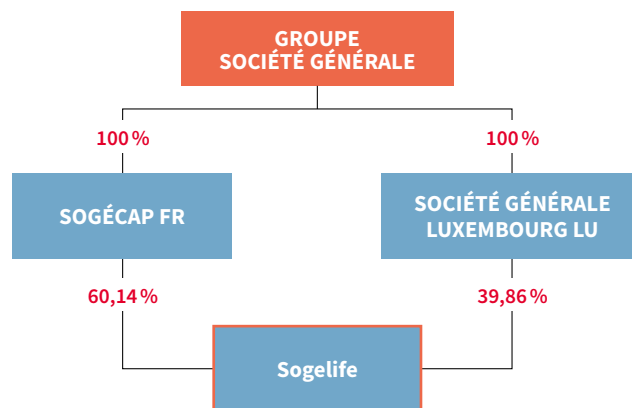 GROUPE
SOCIÉTÉ GÉNÉRALE
100 %
100 %
SOGÉCAP FR
SOCIÉTÉ GÉNÉRALE
LUXEMBOURG LU
60,14 %
39,86 %
Sogelife